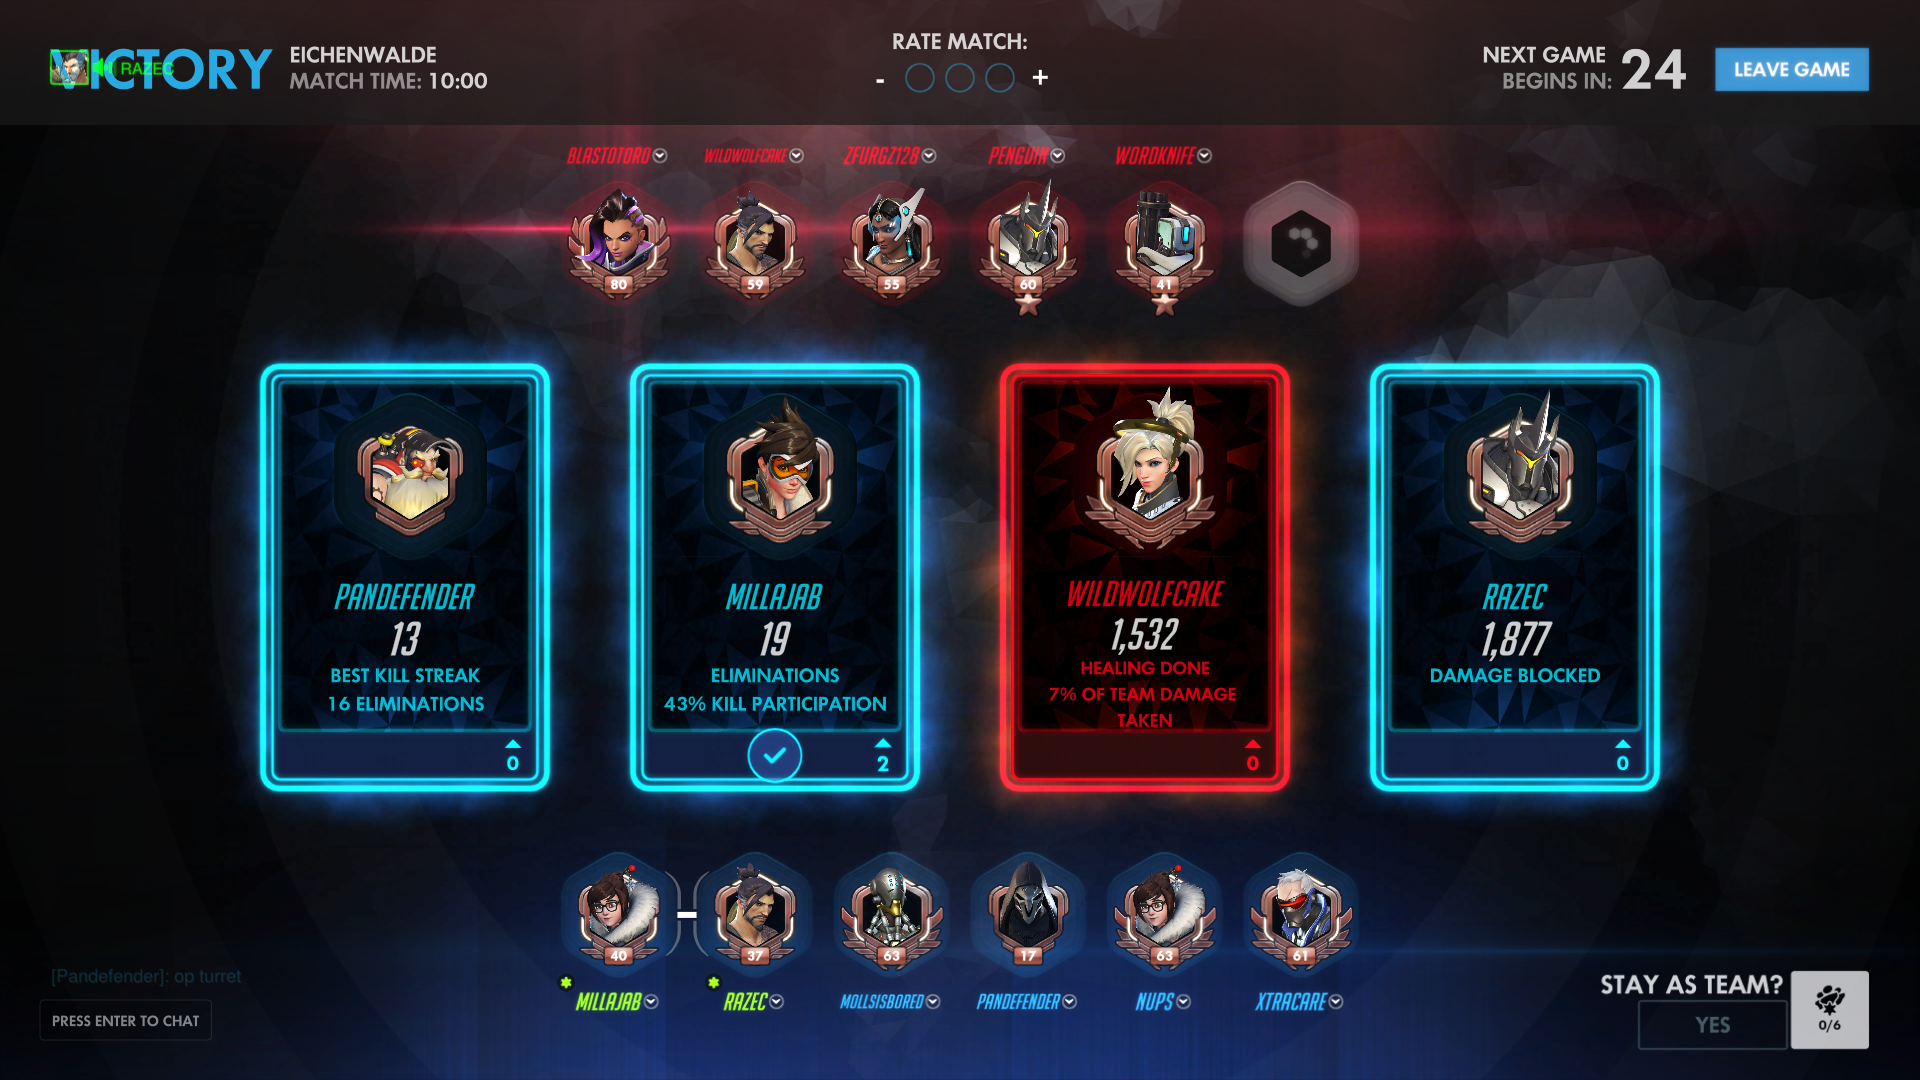 VICTORY
RAZEC
EICHENWALDE
MATCH TIME: 10:00
RATE MATCH:
- +
NEXT GAME
BEGINS IN: 24
LEAVE GAME
BLASTOTORO WILDWOLFCAKE ZFURGZ128 PENGUIN WORDKNIFE
80 59 55 60 41
PANDEFENDER
13
BEST KILL STREAK
16 ELIMINATIONS
0
MILLAJAB
19
ELIMINATIONS
43% KILL PARTICIPATION
2
WILDWOLFCAKE
1,532
HEALING DONE
7% OF TEAM DAMAGE
TAKEN
0
RAZEC
1,877
DAMAGE BLOCKED
0
40 37 63 17 63 61
MILLAJAB RAZEC MOLLSISBORED PANDEFENDER NUPS XTRACARE
[Pandefender]: op turret
PRESS ENTER TO CHAT
STAY AS TEAM?
YES
0/6